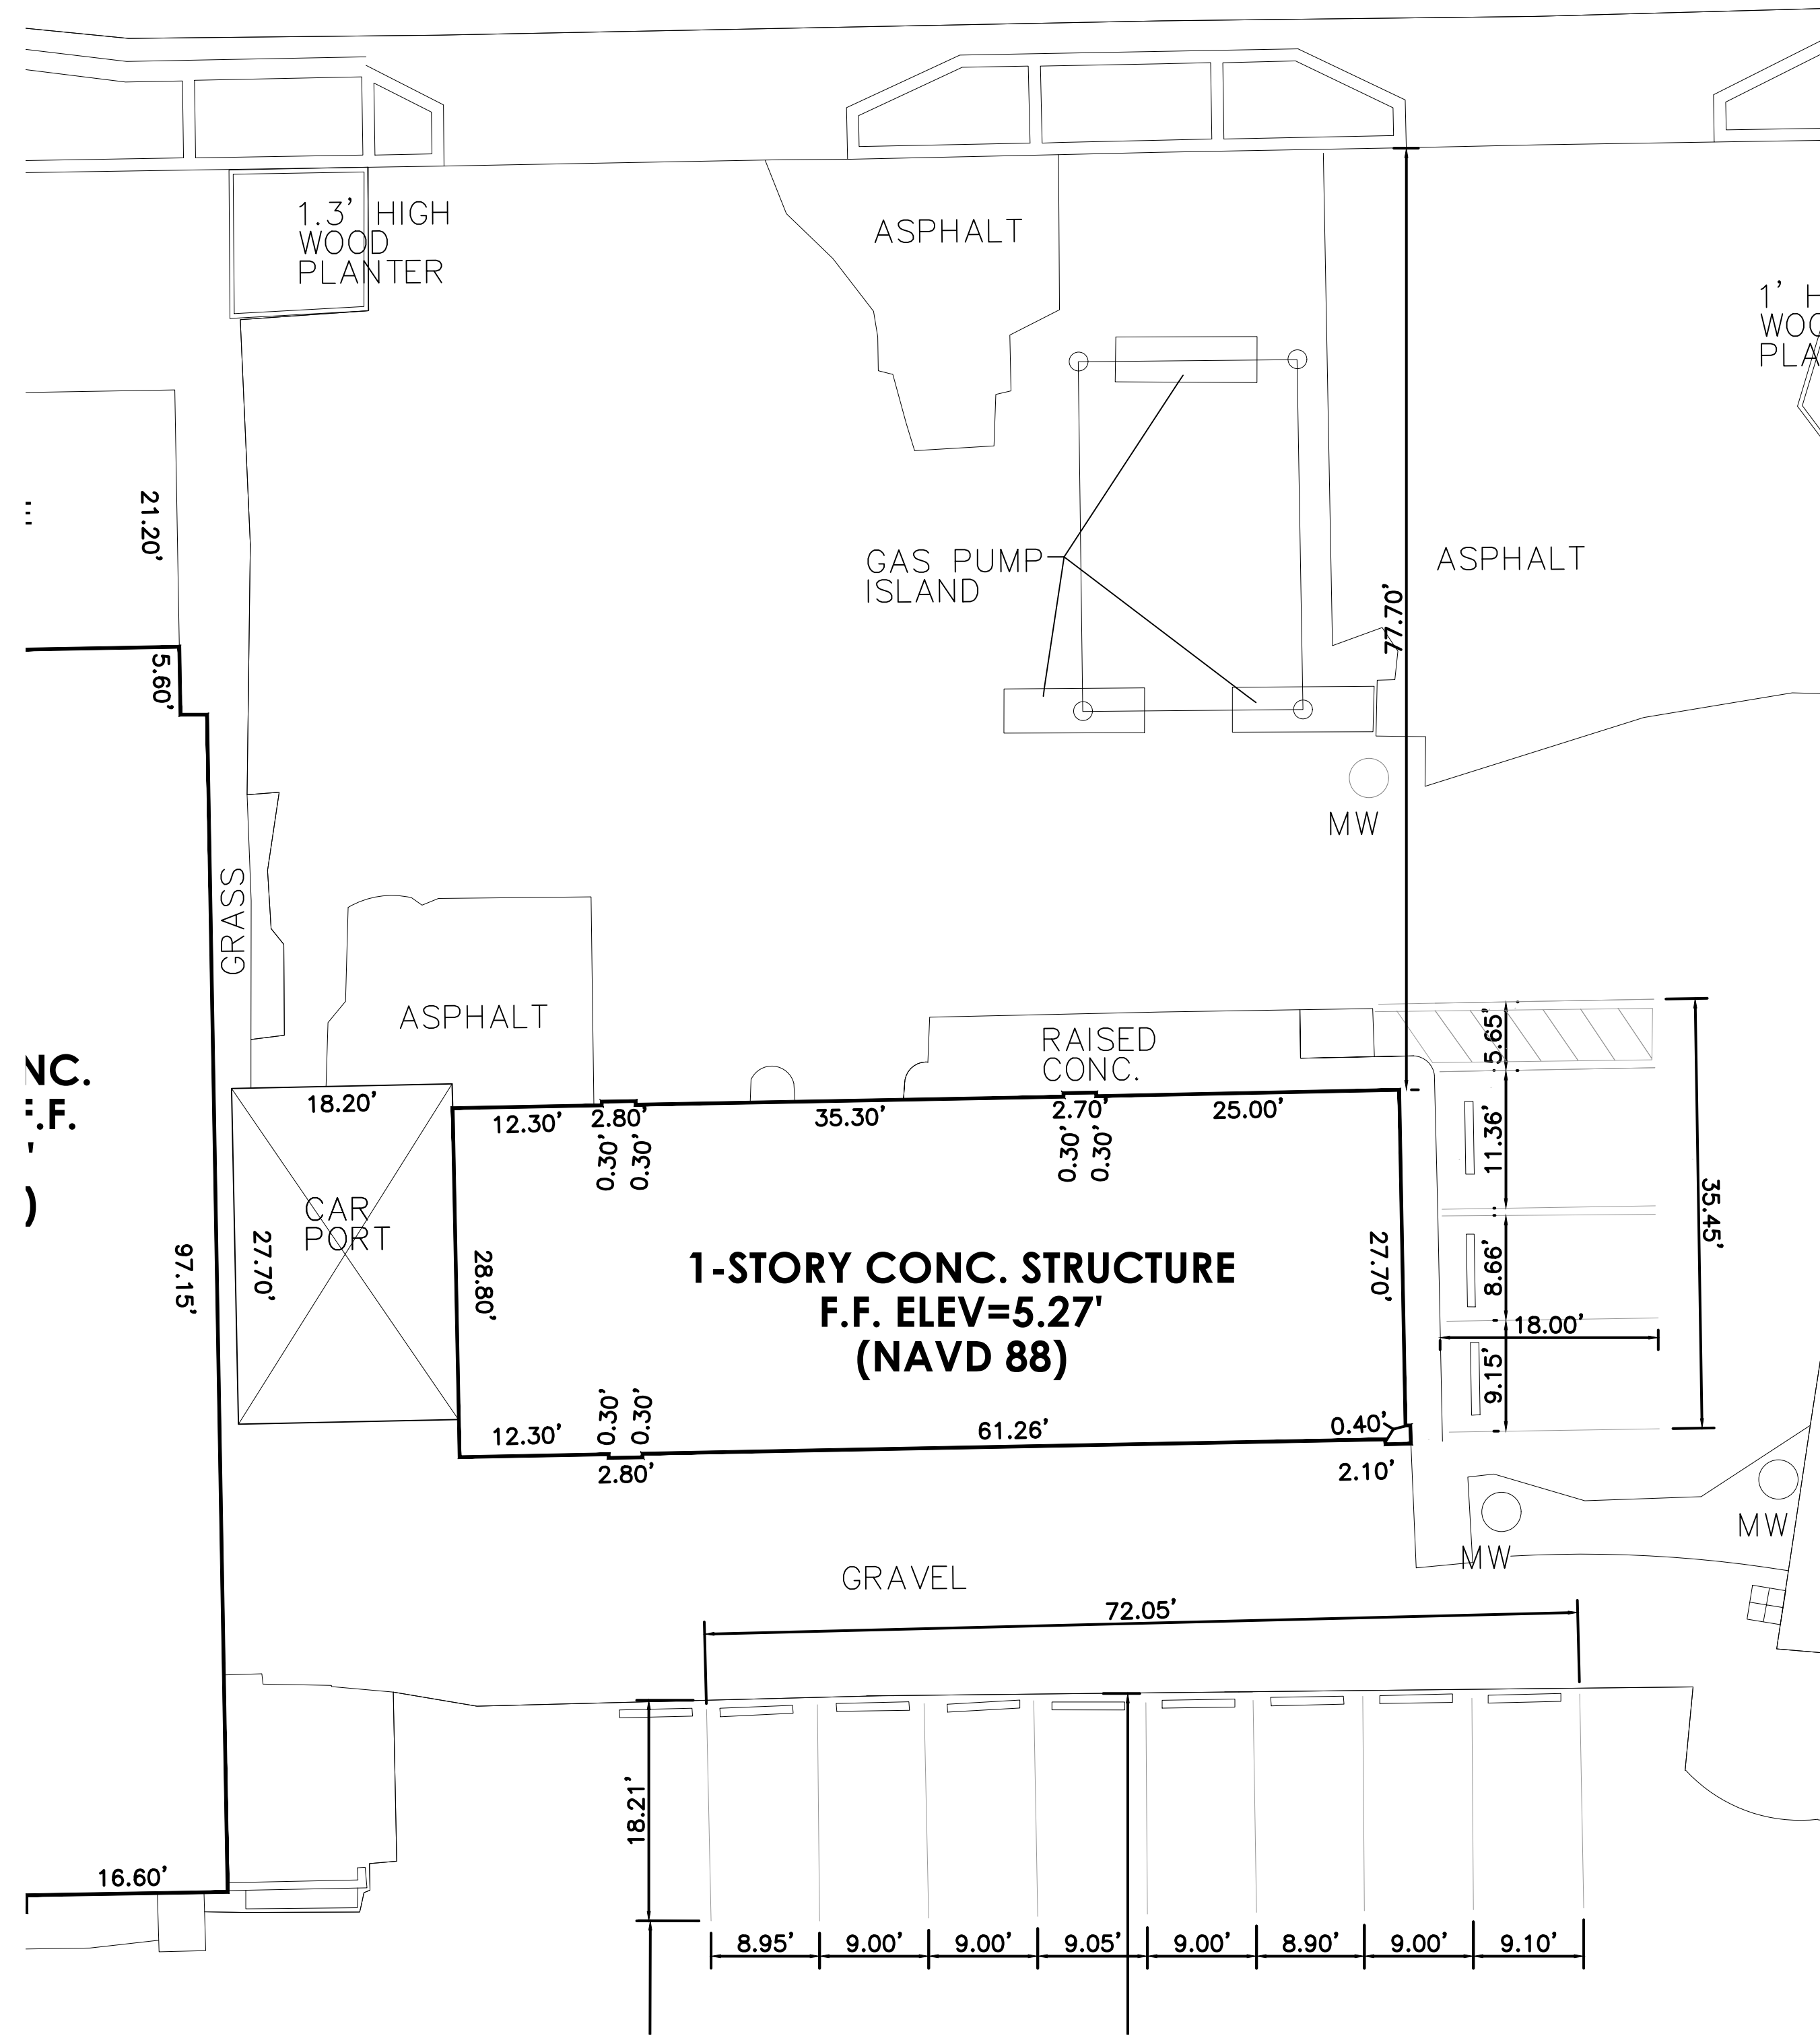 1.3' HIGH
WOOD
PLANTER
ASPHALT
1' H
WOO
PLA
21.20'
GAS PUMP
ISLAND
ASPHALT
77.70'
5.60'
MW
GRASS
ASPHALT
RAISED
CONC.
5.65'
NC.
F.F.
'
)
18.20'
12.30'
2.80'
35.30'
2.70'
25.00'
0.30'
0.30'
0.30'
0.30'
11.36'
35.45'
CAR
PORT
97.15'
27.70'
28.80'
1-STORY CONC. STRUCTURE
F.F. ELEV=5.27'
(NAVD 88)
27.70'
8.66'
18.00'
9.15'
12.30'
0.30'
0.30'
61.26'
0.40'
2.80'
2.10'
MW
MW
GRAVEL
72.05'
18.21'
16.60'
8.95'
9.00'
9.00'
9.05'
9.00'
8.90'
9.00'
9.10'